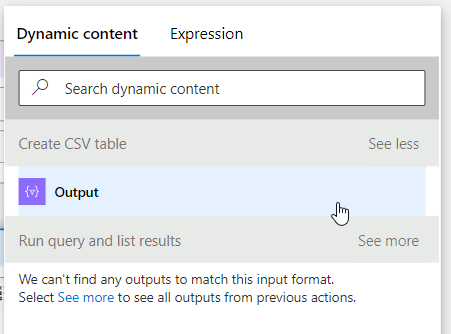 Dynamic content Expression
Search dynamic content
Create CSV table See less
{v} Output
Run query and list results See more
We can't find any outputs to match this input format.
Select See more to see all outputs from previous actions.